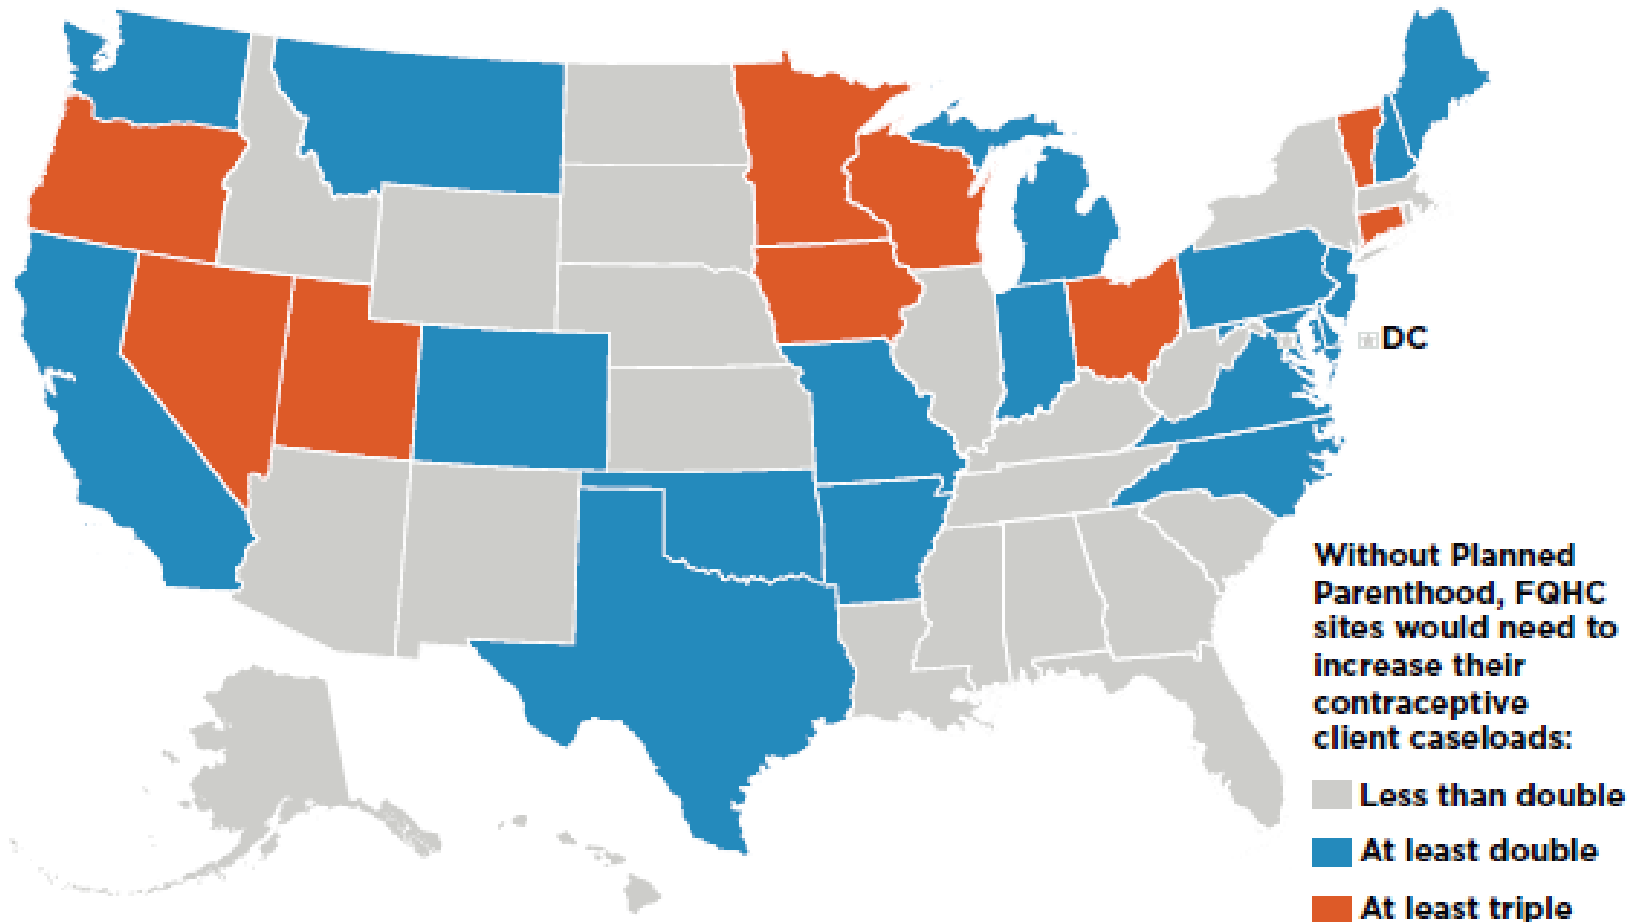 DC
Without Planned
Parenthood, FQHC
sites would need to
increase their
contraceptive
client caseloads:
Less than double
At least double
At least triple